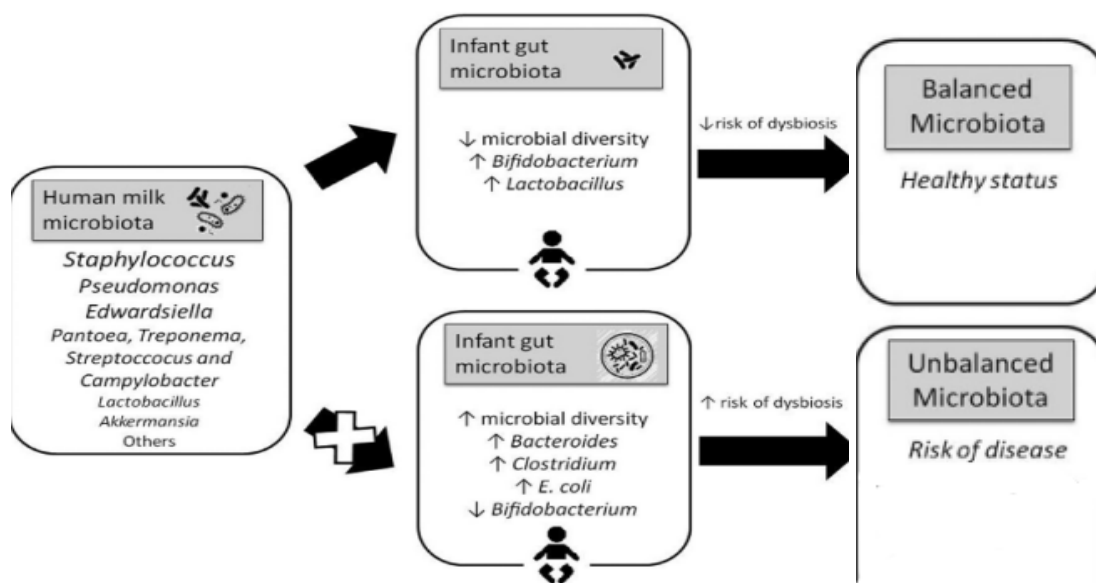 Human milk
microbiota
Staphylococcus
Pseudomonas
Edwardsiella
Pantoea, Treponema,
Streptoccocus and
Campylobacter
Lactobacillus
Akkermansia
Others
Infant gut
microbiota
↓ microbial diversity
↑ Bifidobacterium
↑ Lactobacillus
↓risk of dysbiosis
Balanced
Microbiota
Healthy status
Infant gut
microbiota
↑ microbial diversity
↑ Bacteroides
↑ Clostridium
↑ E. coli
↓ Bifidobacterium
↑ risk of dysbiosis
Unbalanced
Microbiota
Risk of disease